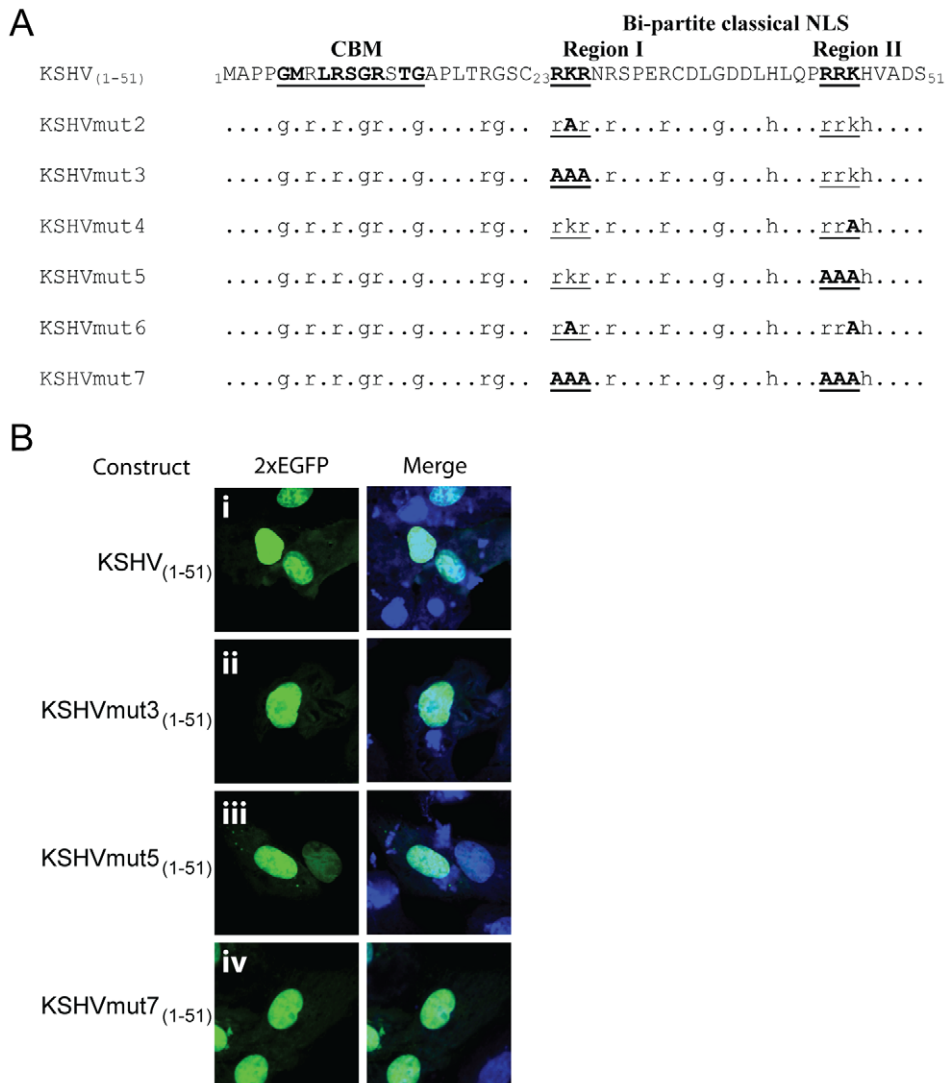 A
Bi-partite classical NLS
CBM Region I Region II
KSHV(1-51) 1MAPPGMRLRSGRSTGAPLTRGSC23RKRNRSPERCDLGDDLHLQPRRKHVADS51
KSHVmut2 ....g.r.r.gr..g....rg.. rAr.r...r...g...h...rrkh....
KSHVmut3 ....g.r.r.gr..g....rg.. AAA.r...r...g...h...rrkh....
KSHVmut4 ....g.r.r.gr..g....rg.. rkr.r...r...g...h...rrAh....
KSHVmut5 ....g.r.r.gr..g....rg.. rkr.r...r...g...h...AAAh....
KSHVmut6 ....g.r.r.gr..g....rg.. rAr.r...r...g...h...rrAh....
KSHVmut7 ....g.r.r.gr..g....rg.. AAA.r...r...g...h...AAAh....
B
Construct 2xEGFP Merge
i
KSHV(1-51)
ii
KSHVmut3(1-51)
iii
KSHVmut5(1-51)
iv
KSHVmut7(1-51)